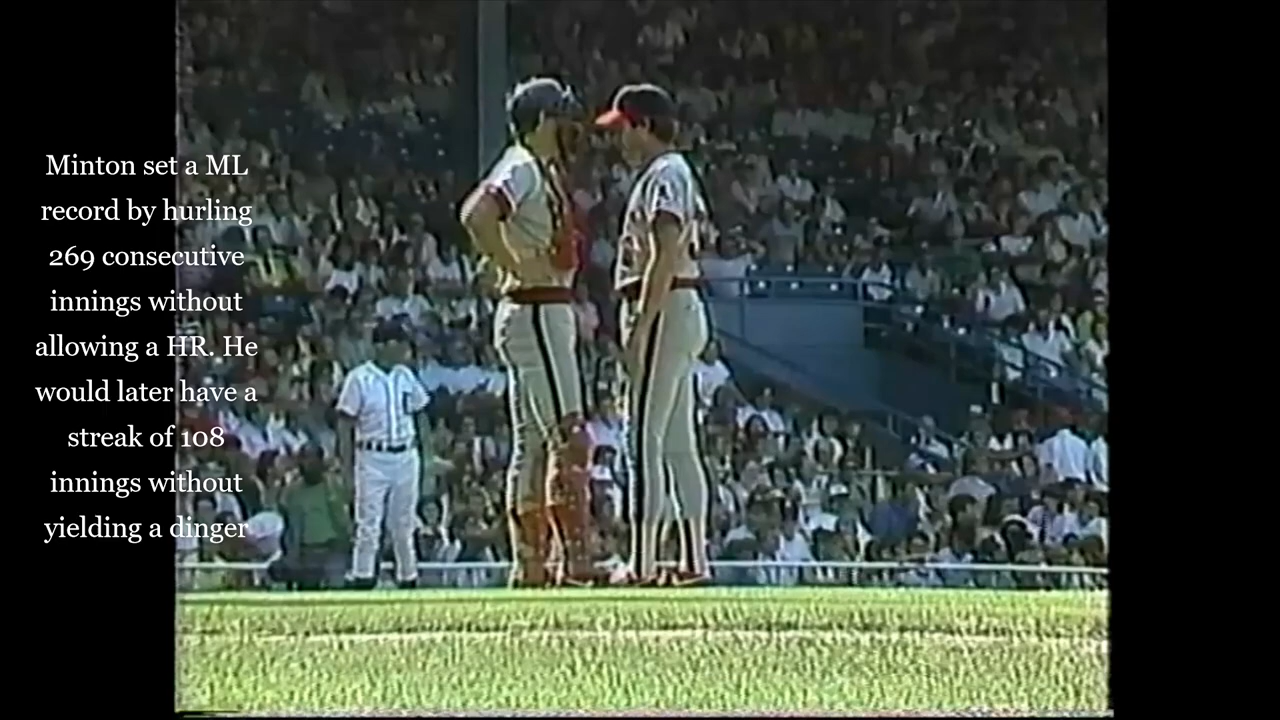 Minton set a ML
record by hurling
269 consecutive
innings without
allowing a HR. He
would later have a
streak of 108
innings without
yielding a dinger